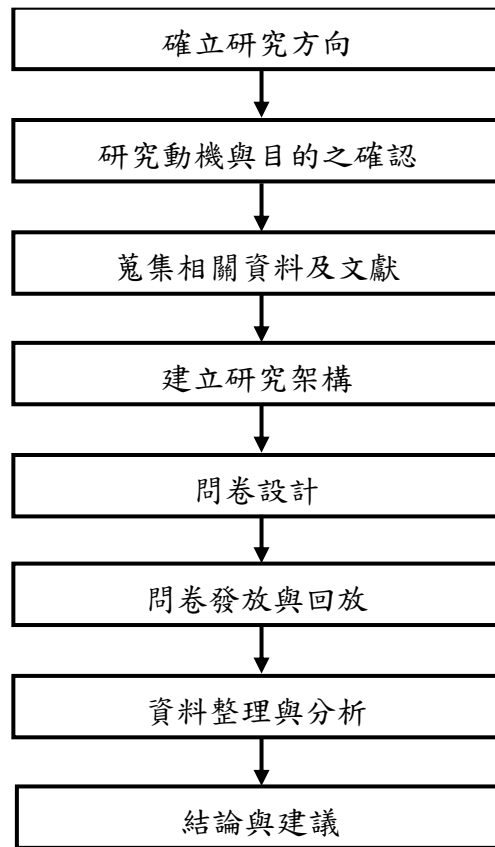 確立研究方向
研究動機與目的之確認
蒐集相關資料及文獻
建立研究架構
問卷設計
問卷發放與回放
資料整理與分析
結論與建議